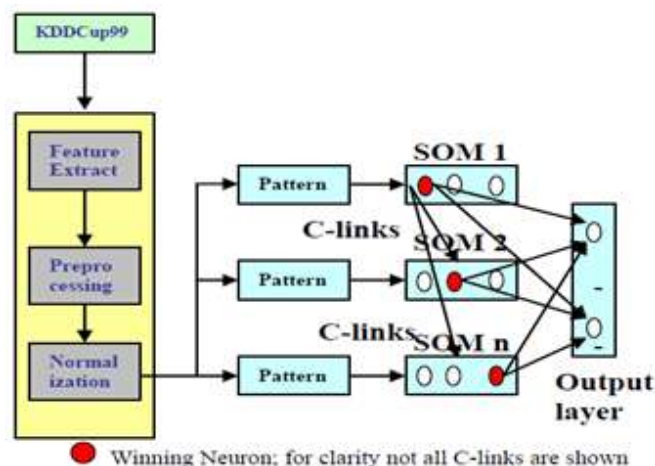 KDDCup99
Feature
Extract
Prepro
cessing
Normal
ization
Pattern
Pattern
Pattern
SOM 1
C-links
SOM 2
C-links
SOM n
Output
layer
Winning Neuron; for clarity not all C-links are shown